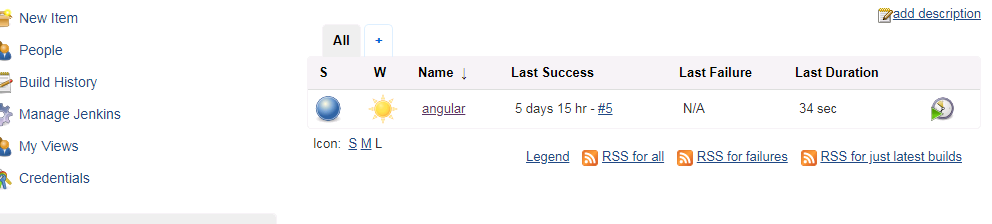 New Item
People
Build History
Manage Jenkins
My Views
Credentials
add description
All +
S W Name ↓ Last Success Last Failure Last Duration
angular 5 days 15 hr - #5 N/A 34 sec
Icon: S M L
Legend RSS for all RSS for failures RSS for just latest builds